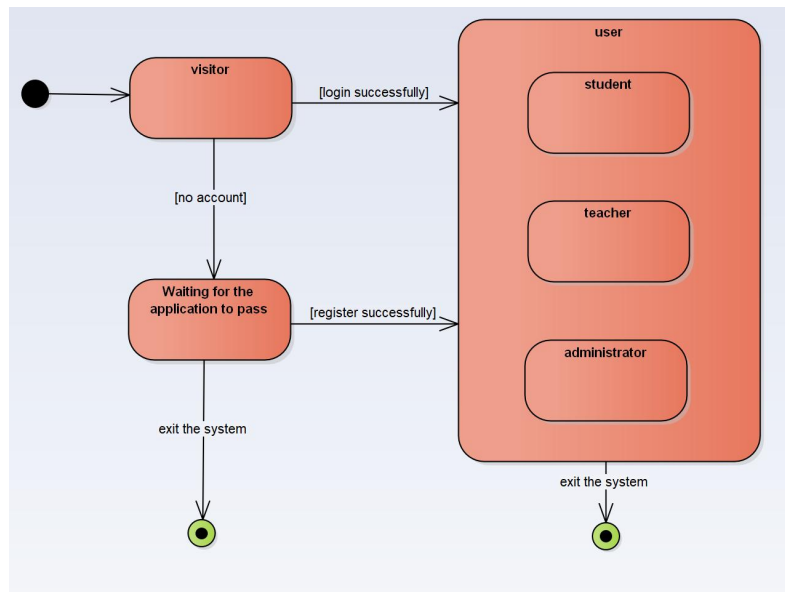 visitor
[login successfully]
user
student
[no account]
teacher
Waiting for the
application to pass
[register successfully]
administrator
exit the system
exit the system